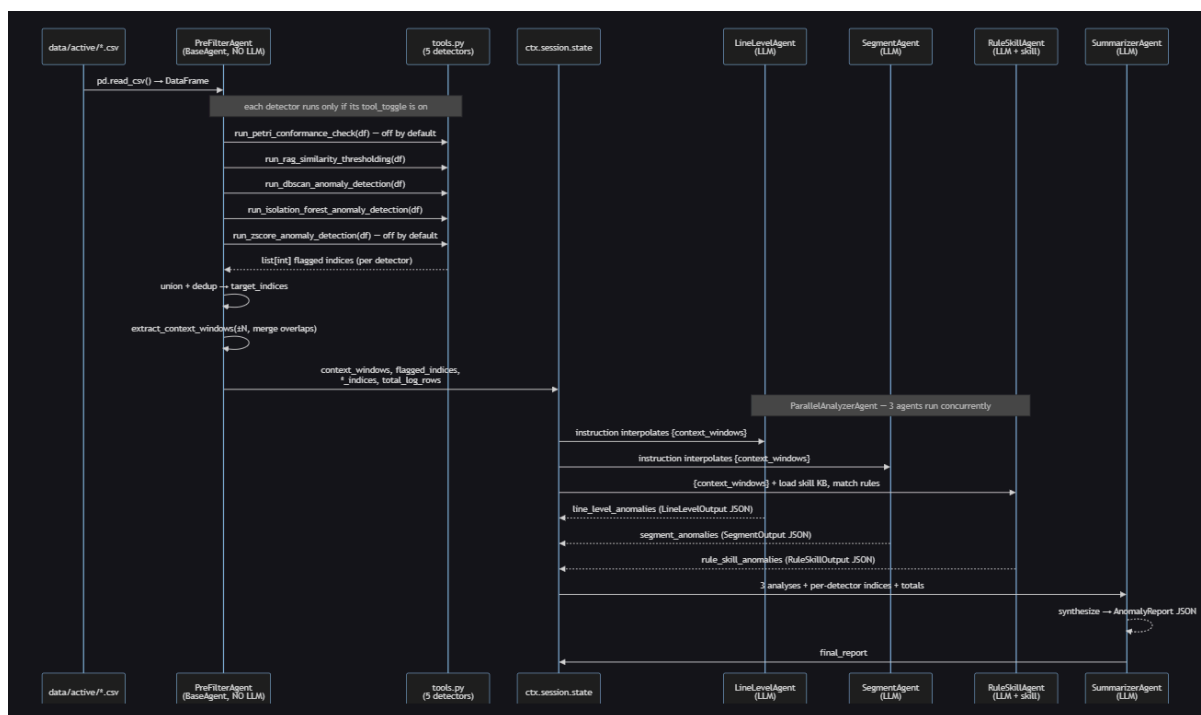 data/active/*.csv
PreFilterAgent
(BaseAgent, NO LLM)
tools.py
(5 detectors)
ctx.session.state
LineLevelAgent
(LLM)
SegmentAgent
(LLM)
RuleSkillAgent
(LLM + skill)
SummarizerAgent
(LLM)
pd.read_csv() → DataFrame
each detector runs only if its tool_toggle is on
run_petri_conformance_check(df) — off by default
run_rag_similarity_thresholding(df)
run_dbscan_anomaly_detection(df)
run_isolation_forest_anomaly_detection(df)
run_zscore_anomaly_detection(df) — off by default
list[int] flagged indices (per detector)
union + dedup → target_indices
extract_context_windows(±N, merge overlaps)
context_windows, flagged_indices,
*_indices, total_log_rows
ParallelAnalyzerAgent — 3 agents run concurrently
instruction interpolates {context_windows}
instruction interpolates {context_windows}
{context_windows} + load skill KB, match rules
line_level_anomalies (LineLevelOutput JSON)
segment_anomalies (SegmentOutput JSON)
rule_skill_anomalies (RuleSkillOutput JSON)
3 analyses + per-detector indices + totals
synthesize → AnomalyReport JSON
final_report
data/active/*.csv
PreFilterAgent
(BaseAgent, NO LLM)
tools.py
(5 detectors)
ctx.session.state
LineLevelAgent
(LLM)
SegmentAgent
(LLM)
RuleSkillAgent
(LLM + skill)
SummarizerAgent
(LLM)